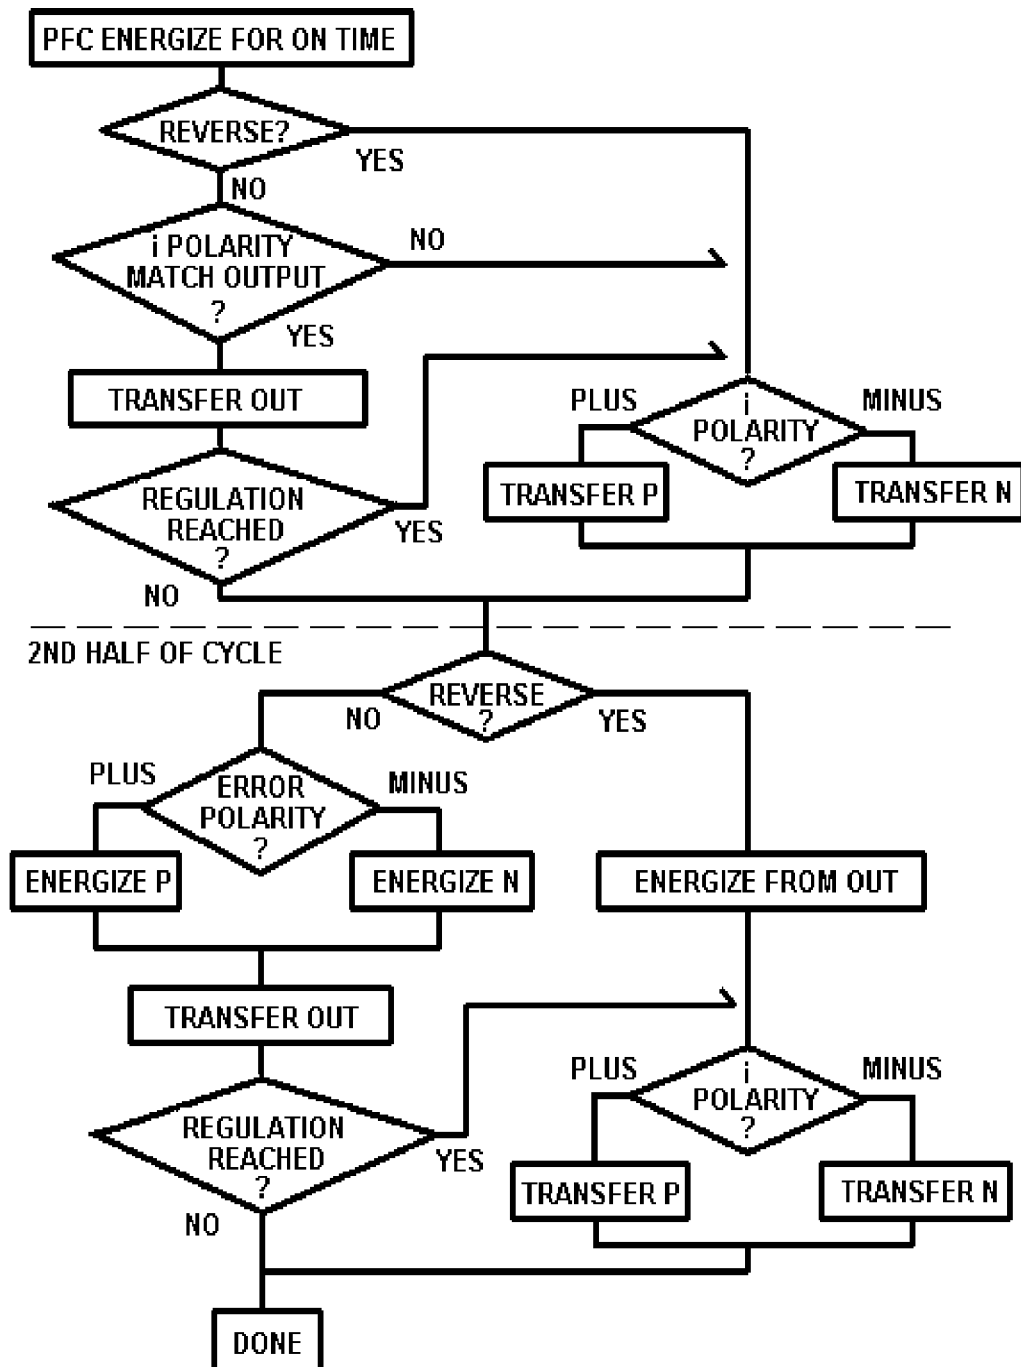 PFC ENERGIZE FOR ON TIME
REVERSE?
YES
NO
i POLARITY
MATCH OUTPUT
?
NO
YES
TRANSFER OUT
REGULATION
REACHED
?
YES
NO
PLUS
i
POLARITY
?
MINUS
TRANSFER P
TRANSFER N
2ND HALF OF CYCLE
REVERSE
?
NO
YES
PLUS
ERROR
POLARITY
?
MINUS
ENERGIZE P
ENERGIZE N
ENERGIZE FROM OUT
TRANSFER OUT
REGULATION
REACHED
?
YES
NO
PLUS
i
POLARITY
?
MINUS
TRANSFER P
TRANSFER N
DONE